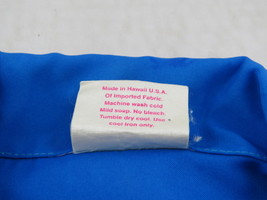 Made in Hawaii U.S.A.
Of Imported Fabric.
Machine wash cold
Mild soap. No bleach.
Tumble dry cool. Use
cool iron only.